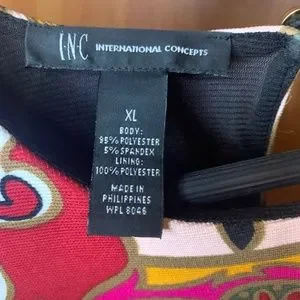 I·N·C INTERNATIONAL CONCEPTS
XL
BODY:
95% POLYESTER
5% SPANDEX
LINING:
100% POLYESTER
MADE IN
PHILIPPINES
WPL 8046